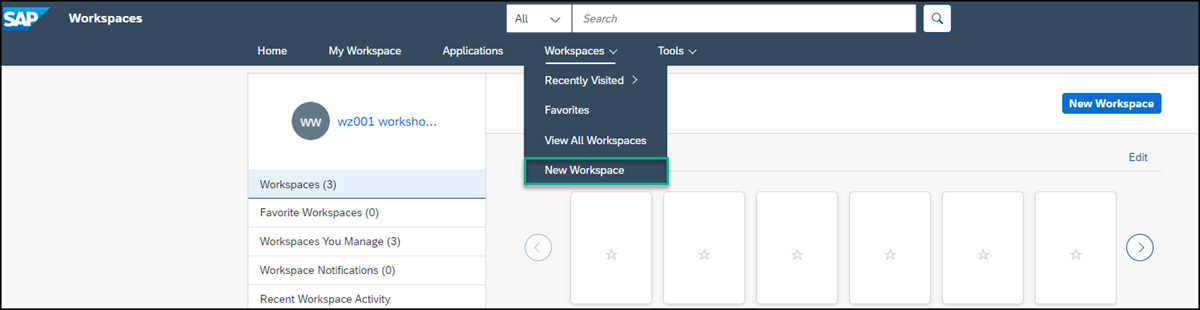 SAP
Workspaces
All
Search
Home
My Workspace
Applications
Workspaces
Tools
Recently Visited
Favorites
View All Workspaces
New Workspace
WW
wz001 worksho...
New Workspace
Edit
Workspaces (3)
Favorite Workspaces (0)
Workspaces You Manage (3)
Workspace Notifications (0)
Recent Workspace Activity